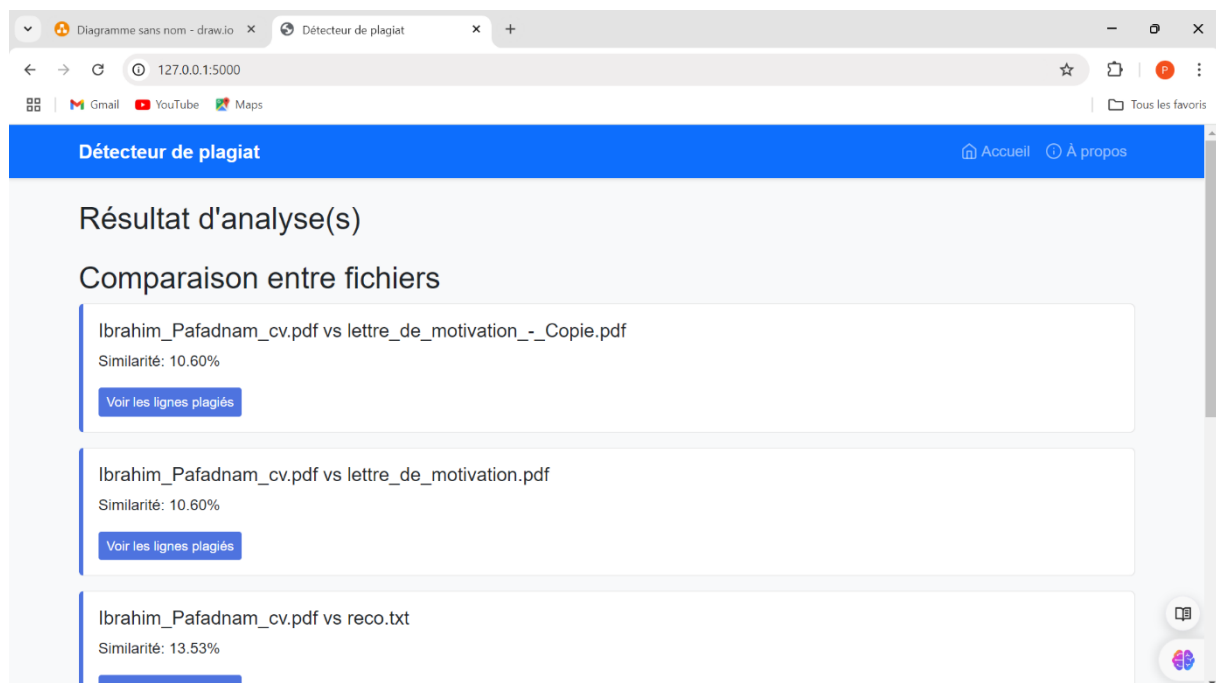 Diagramme sans nom - draw.io
Détecteur de plagiat
127.0.0.1:5000
P
Gmail YouTube Maps
Tous les favoris
Détecteur de plagiat
Accueil À propos
Résultat d'analyse(s)
Comparaison entre fichiers
Ibrahim_Pafadnam_cv.pdf vs lettre_de_motivation_-_Copie.pdf
Similarité: 10.60%
Voir les lignes plagiés
Ibrahim_Pafadnam_cv.pdf vs lettre_de_motivation.pdf
Similarité: 10.60%
Voir les lignes plagiés
Ibrahim_Pafadnam_cv.pdf vs reco.txt
Similarité: 13.53%